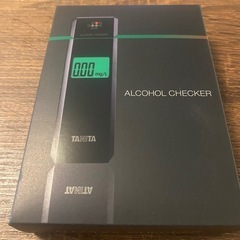 0.00 mg/L
TANITA
TANITA
ALCOHOL CHECKER